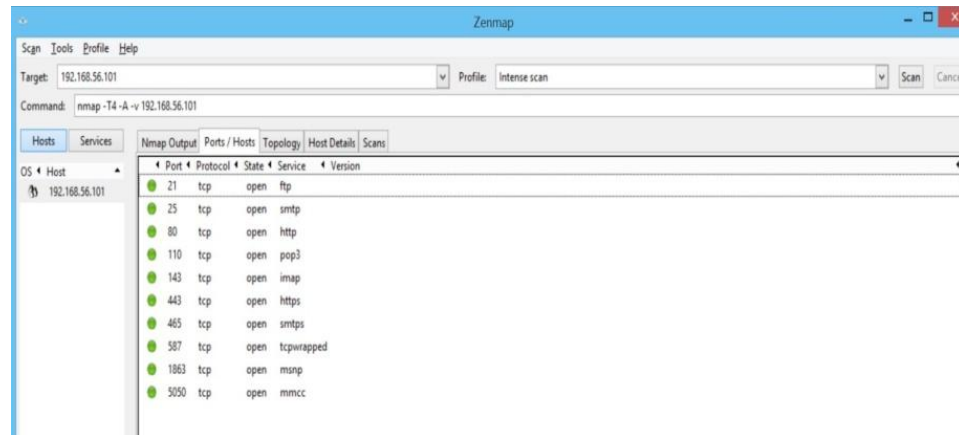 Zenmap
Scan Tools Profile Help
Target: 192.168.56.101 Profile: Intense scan Scan Cance
Command: nmap -T4 -A -v 192.168.56.101
Hosts Services Nmap Output Ports / Hosts Topology Host Details Scans
OS Host Port Protocol State Service Version
192.168.56.101
21 tcp open ftp
25 tcp open smtp
80 tcp open http
110 tcp open pop3
143 tcp open imap
443 tcp open https
465 tcp open smtps
587 tcp open tcpwrapped
1863 tcp open msnp
5050 tcp open mmcc